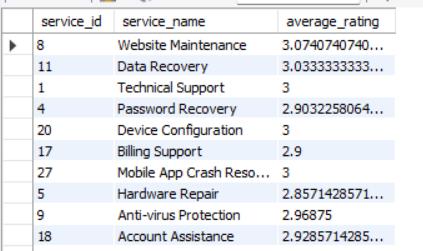 service_id service_name average_rating
8 Website Maintenance 3.0740740740...
11 Data Recovery 3.0333333333...
1 Technical Support 3
4 Password Recovery 2.9032258064...
20 Device Configuration 3
17 Billing Support 2.9
27 Mobile App Crash Reso... 3
5 Hardware Repair 2.8571428571...
9 Anti-virus Protection 2.96875
18 Account Assistance 2.9285714285...